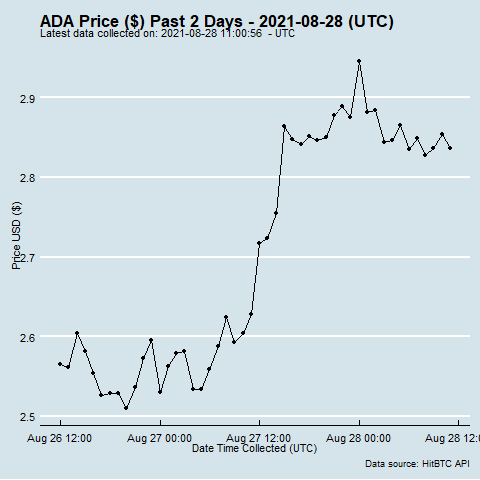 ADA Price ($) Past 2 Days - 2021-08-28 (UTC)
Latest data collected on: 2021-08-28 11:00:56 - UTC
2.9
2.8
2.7
2.6
2.5
Price USD ($)
Aug 26 12:00 Aug 27 00:00 Aug 27 12:00 Aug 28 00:00 Aug 28 12:0
Date Time Collected (UTC)
Data source: HitBTC API